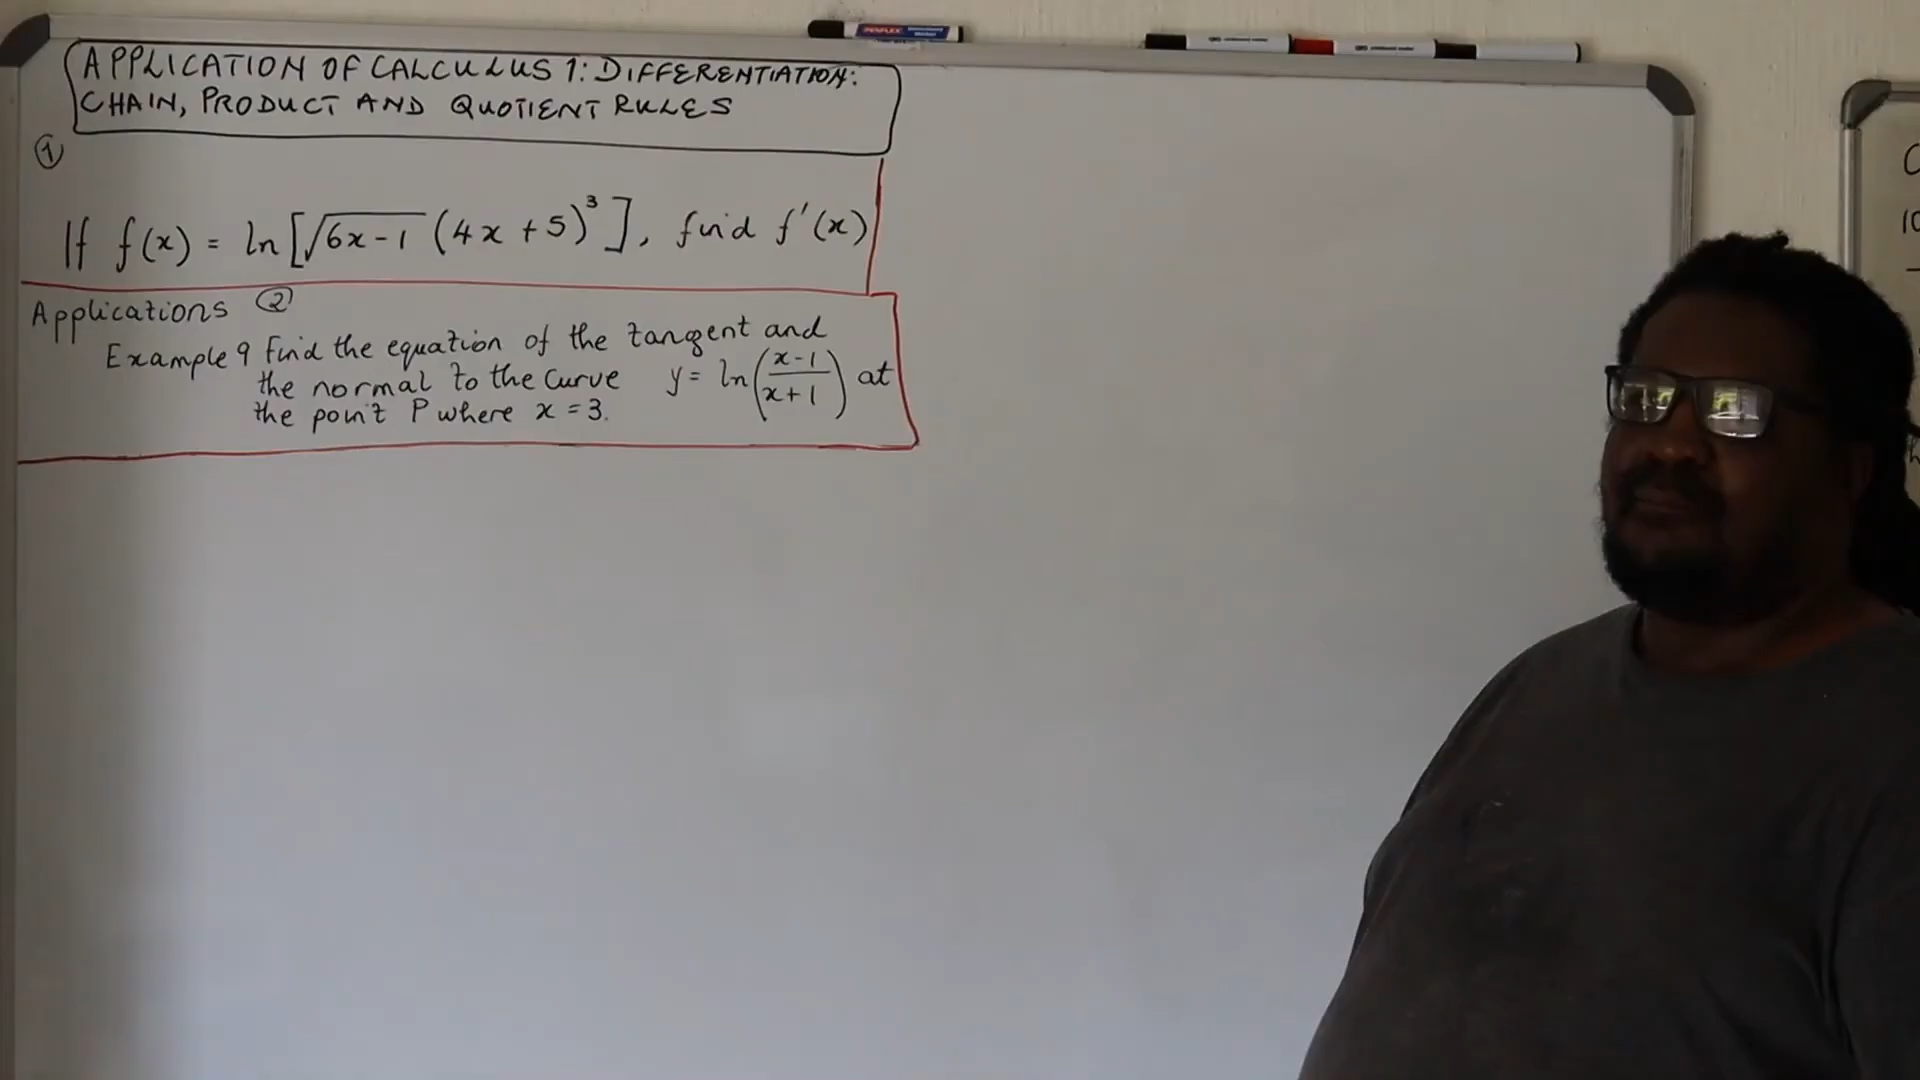 APPLICATION OF CALCULUS 1: DIFFERENTIATION:
CHAIN, PRODUCT AND QUOTIENT RULES
①
If f(x) = ln[√(6x-1) (4x+5)³], find f'(x)
Applications ②
Example 9 Find the equation of the tangent and
the normal to the curve y = ln((x-1)/(x+1)) at
the point P where x = 3.
PENFLEX